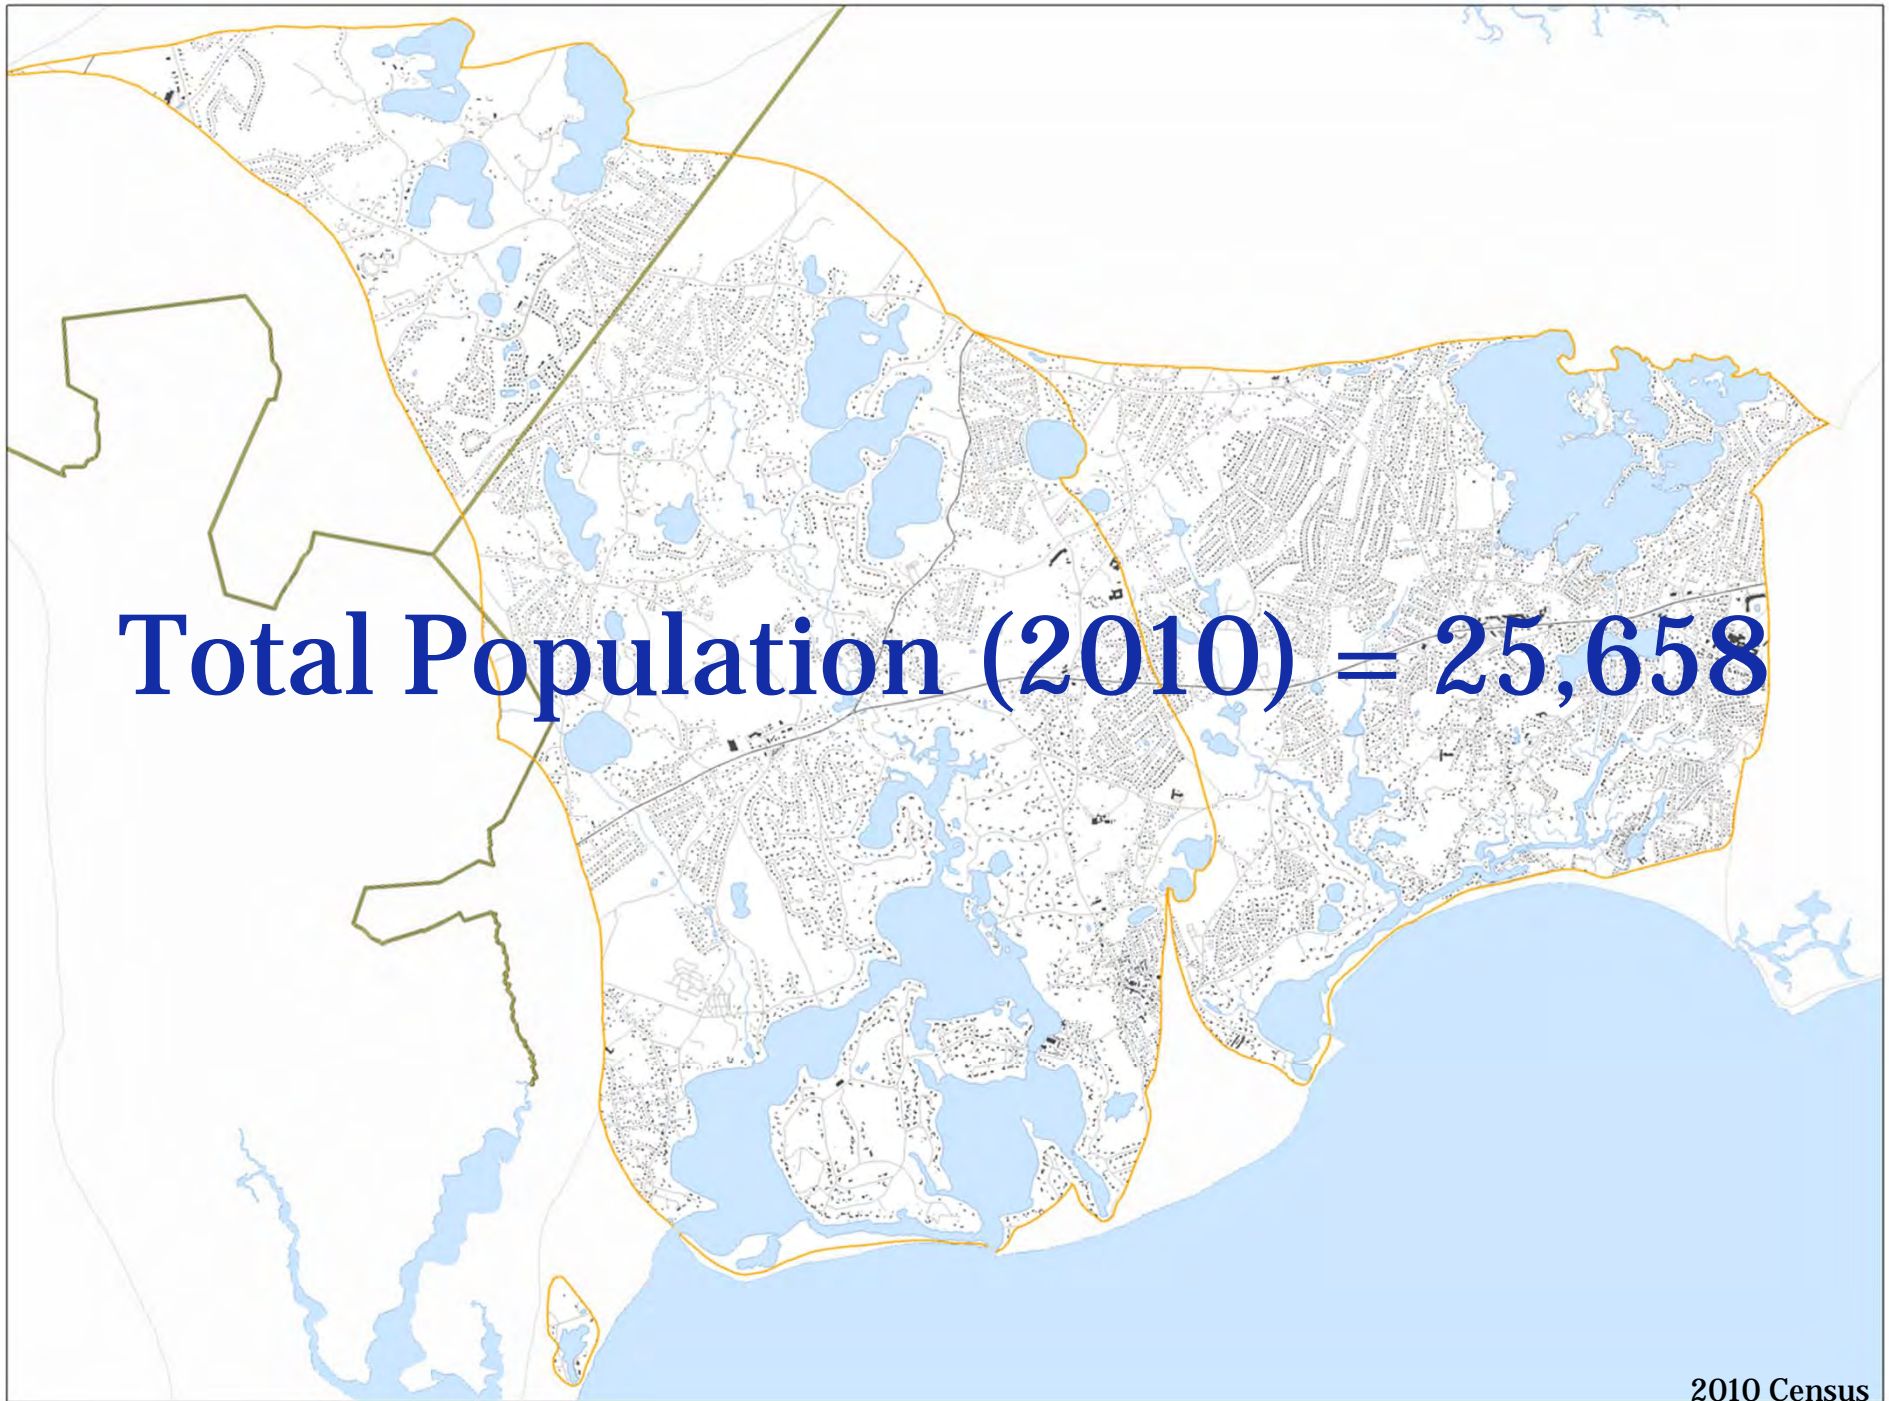 Total Population (2010) = 25,658
2010 Census